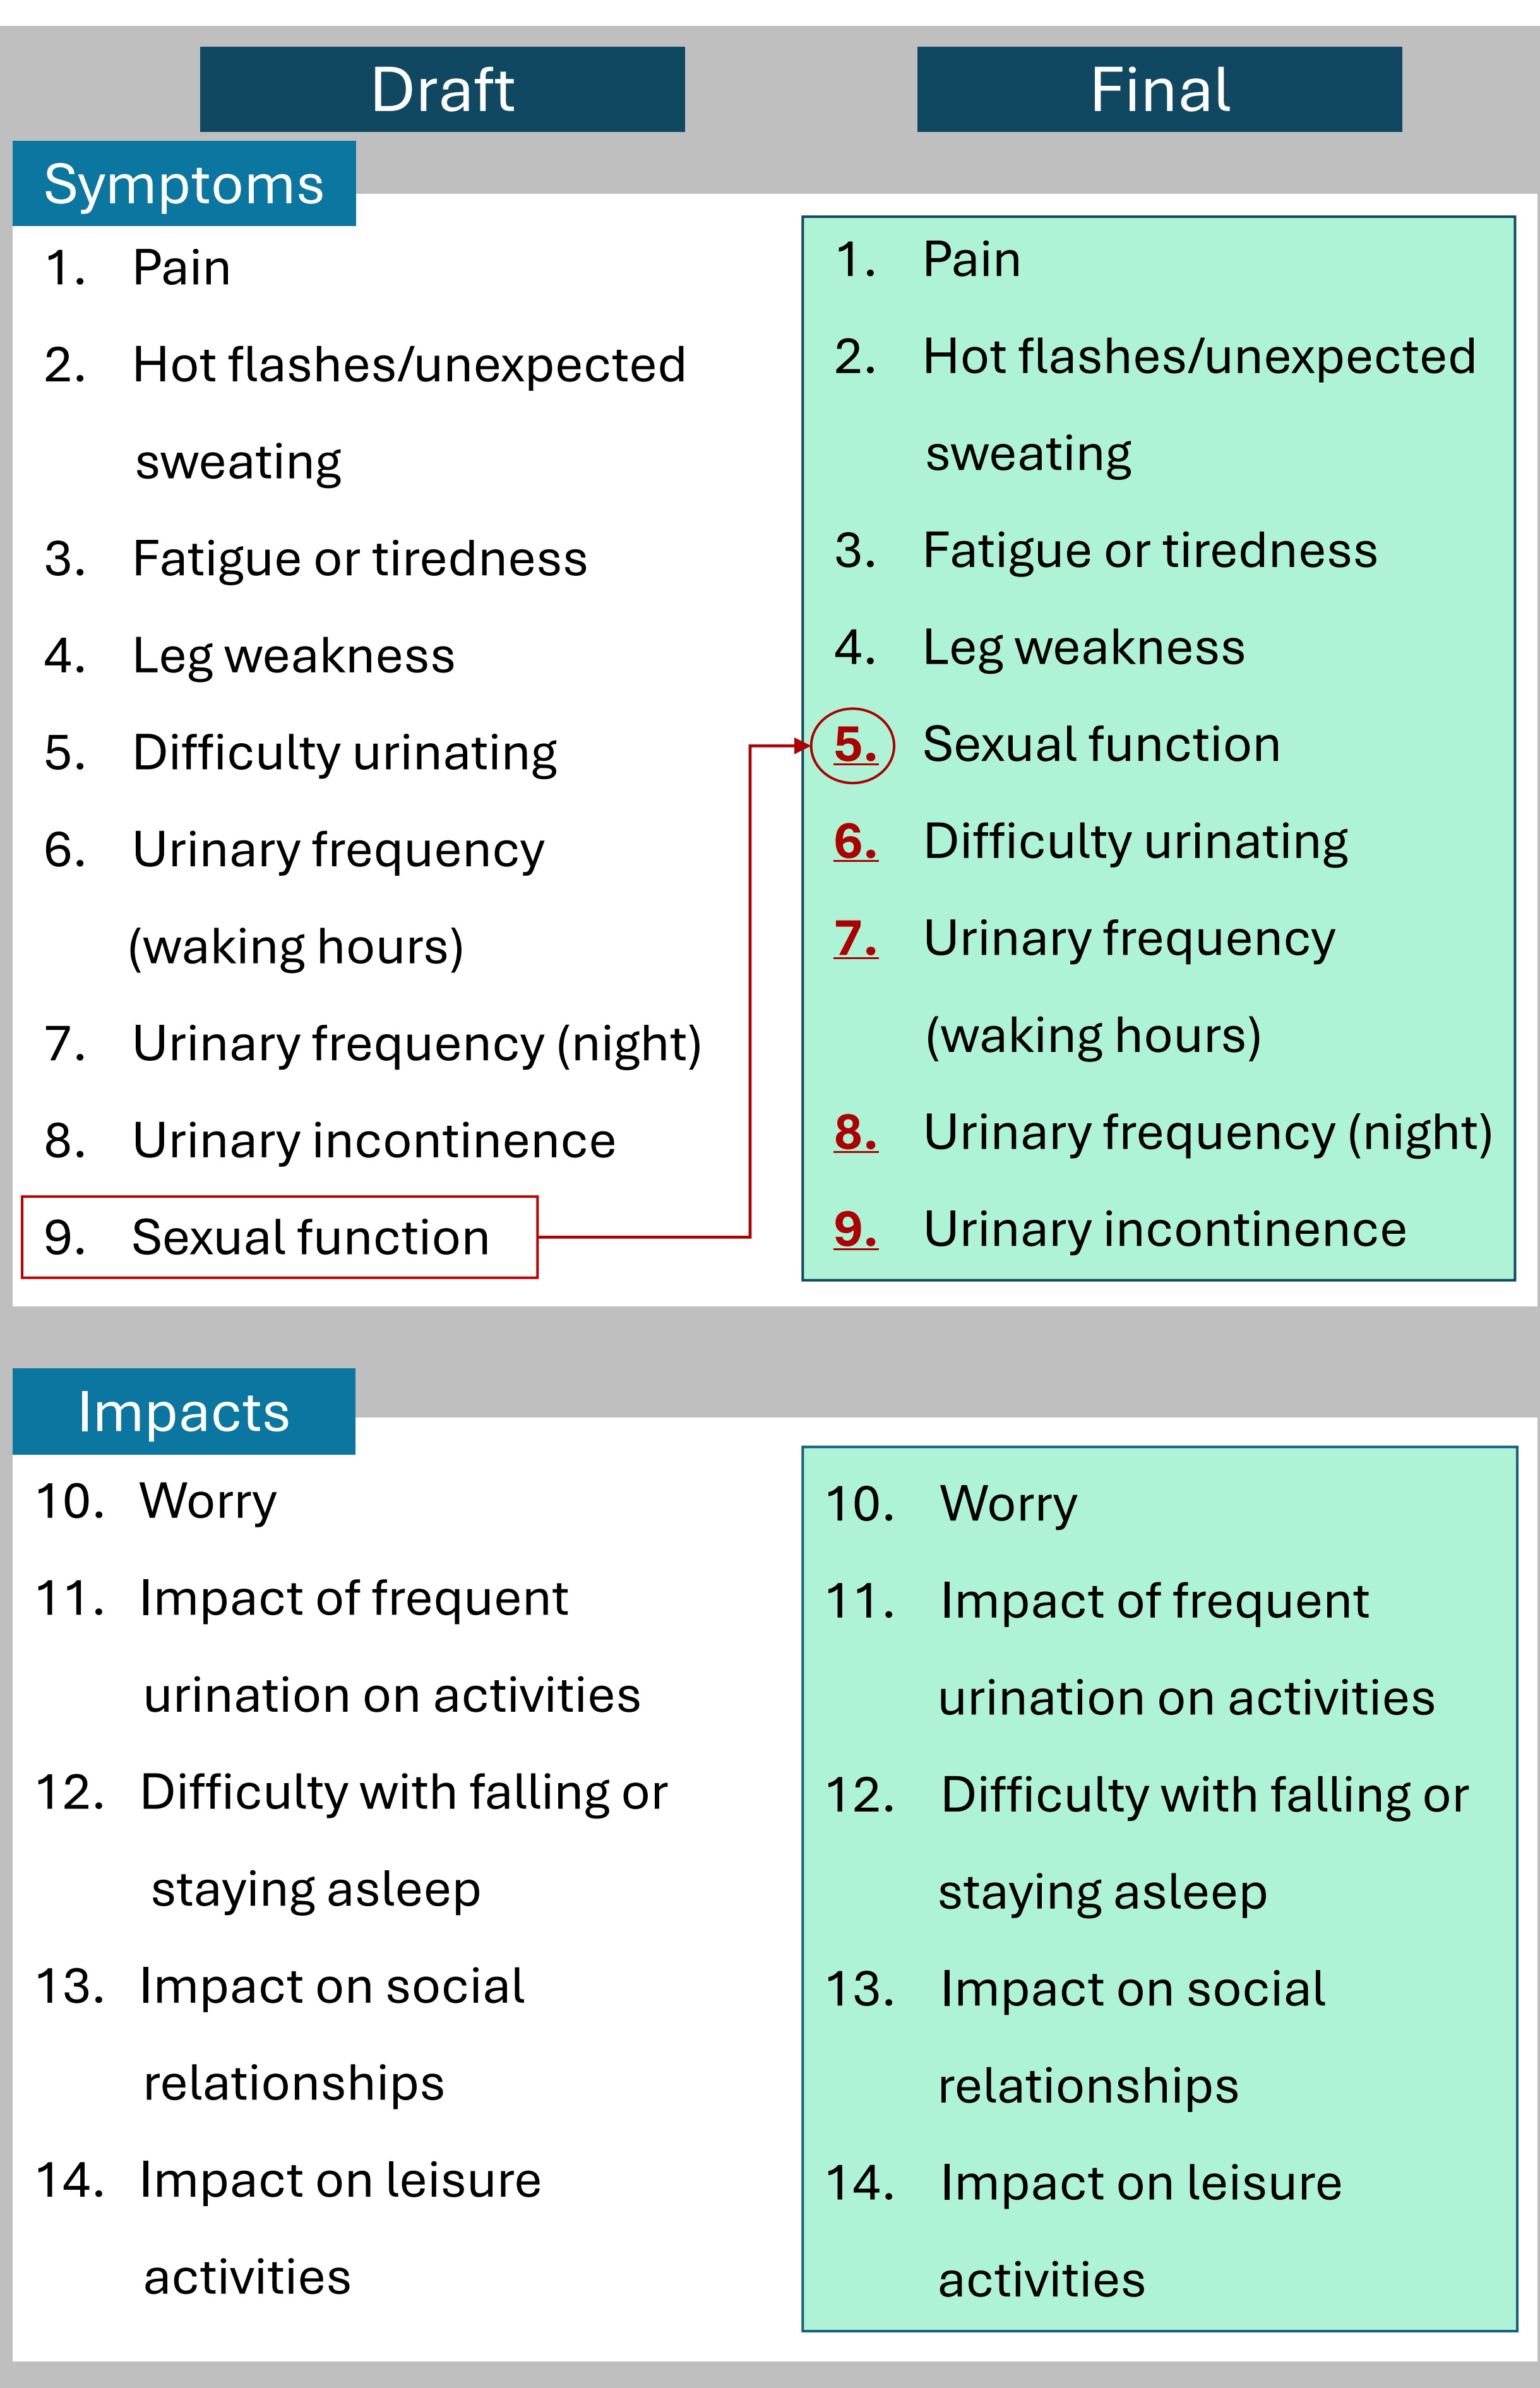 Draft
Final
Symptoms
1. Pain
2. Hot flashes/unexpected
sweating
3. Fatigue or tiredness
4. Leg weakness
5. Difficulty urinating
6. Urinary frequency
(waking hours)
7. Urinary frequency (night)
8. Urinary incontinence
9. Sexual function
1. Pain
2. Hot flashes/unexpected
sweating
3. Fatigue or tiredness
4. Leg weakness
5. Sexual function
6. Difficulty urinating
7. Urinary frequency
(waking hours)
8. Urinary frequency (night)
9. Urinary incontinence
Impacts
10. Worry
11. Impact of frequent
urination on activities
12. Difficulty with falling or
staying asleep
13. Impact on social
relationships
14. Impact on leisure
activities
10. Worry
11. Impact of frequent
urination on activities
12. Difficulty with falling or
staying asleep
13. Impact on social
relationships
14. Impact on leisure
activities